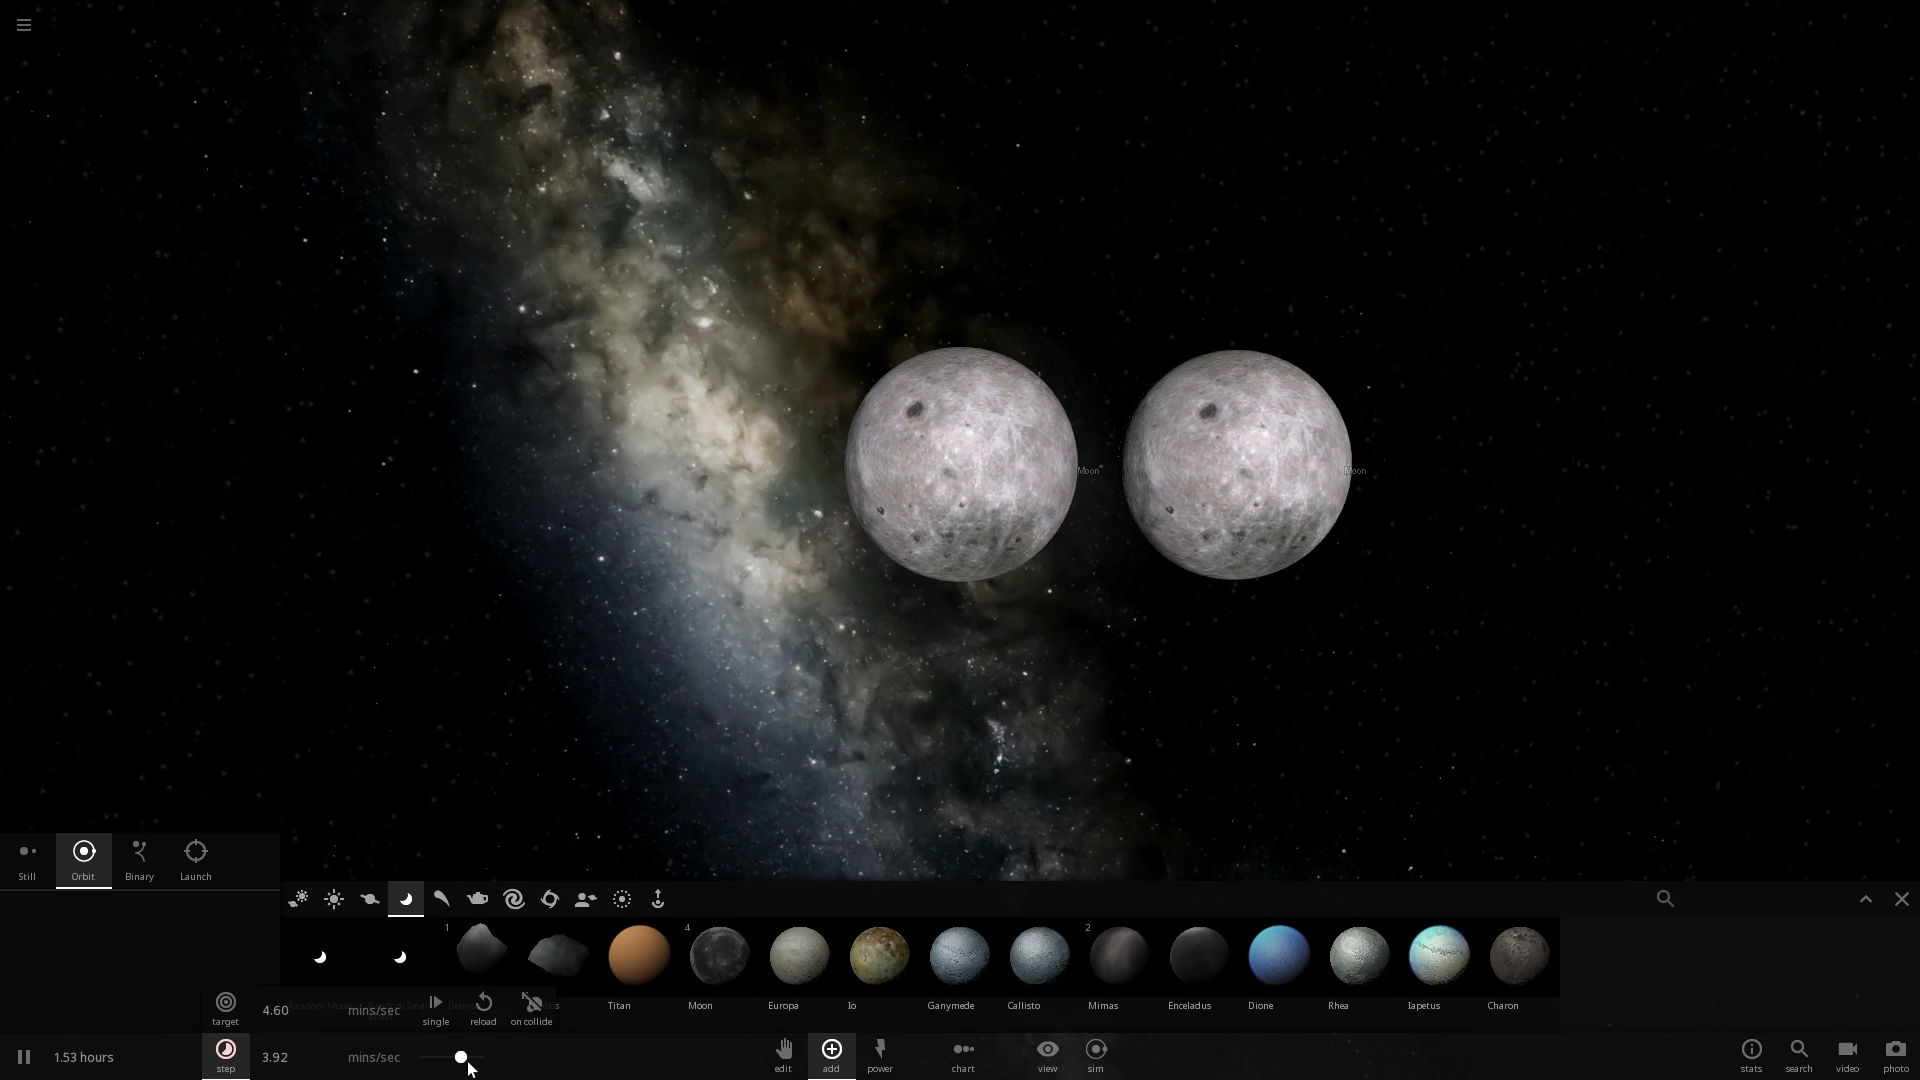 Moon
Moon
Still Orbit Binary Launch
1 4 2
Titan Moon Europa Io Ganymede Callisto Mimas Enceladus Dione Rhea Iapetus Charon
4.60 mins/sec
target single reload on collide
1.53 hours 3.92 mins/sec
step edit add power chart view sim stats search video photo